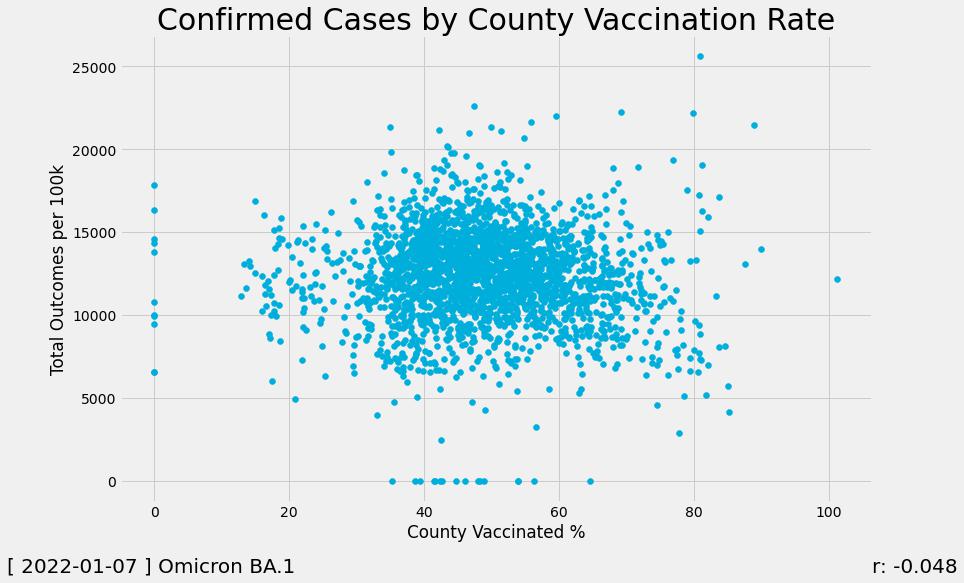 Confirmed Cases by County Vaccination Rate
25000
20000
15000
10000
5000
0
Total Outcomes per 100k
0 20 40 60 80 100
County Vaccinated %
[ 2022-01-07 ] Omicron BA.1 r: -0.048